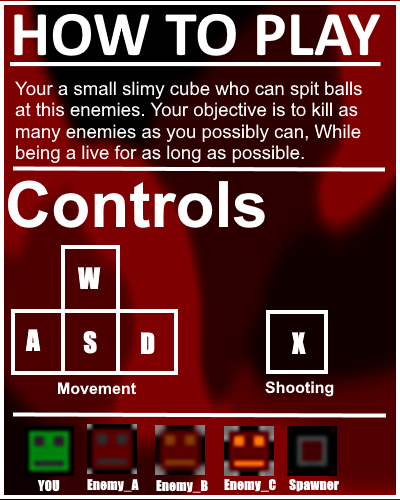 HOW TO PLAY
Your a small slimy cube who can spit balls
at this enemies. Your objective is to kill as
many enemies as you possibly can, While
being a live for as long as possible.
Controls
W
A S D X
Movement Shooting
YOU Enemy_A Enemy_B Enemy_C Spawner